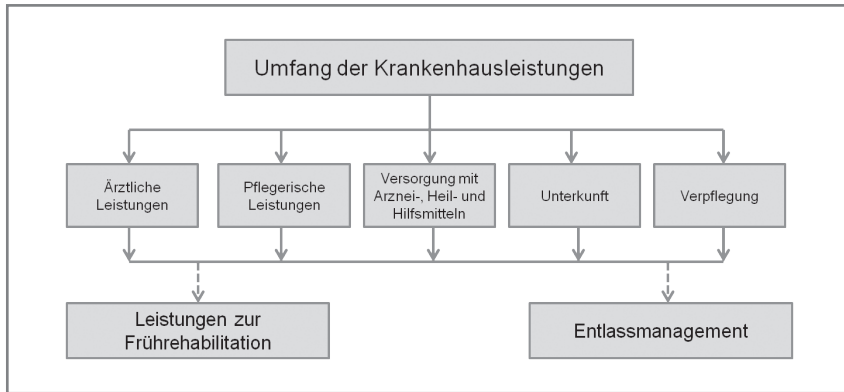 Umfang der Krankenhausleistungen
Ärztliche
Leistungen
Pflegerische
Leistungen
Versorgung mit
Arznei-, Heil- und
Hilfsmitteln
Unterkunft
Verpflegung
Leistungen zur
Frührehabilitation
Entlassmanagement